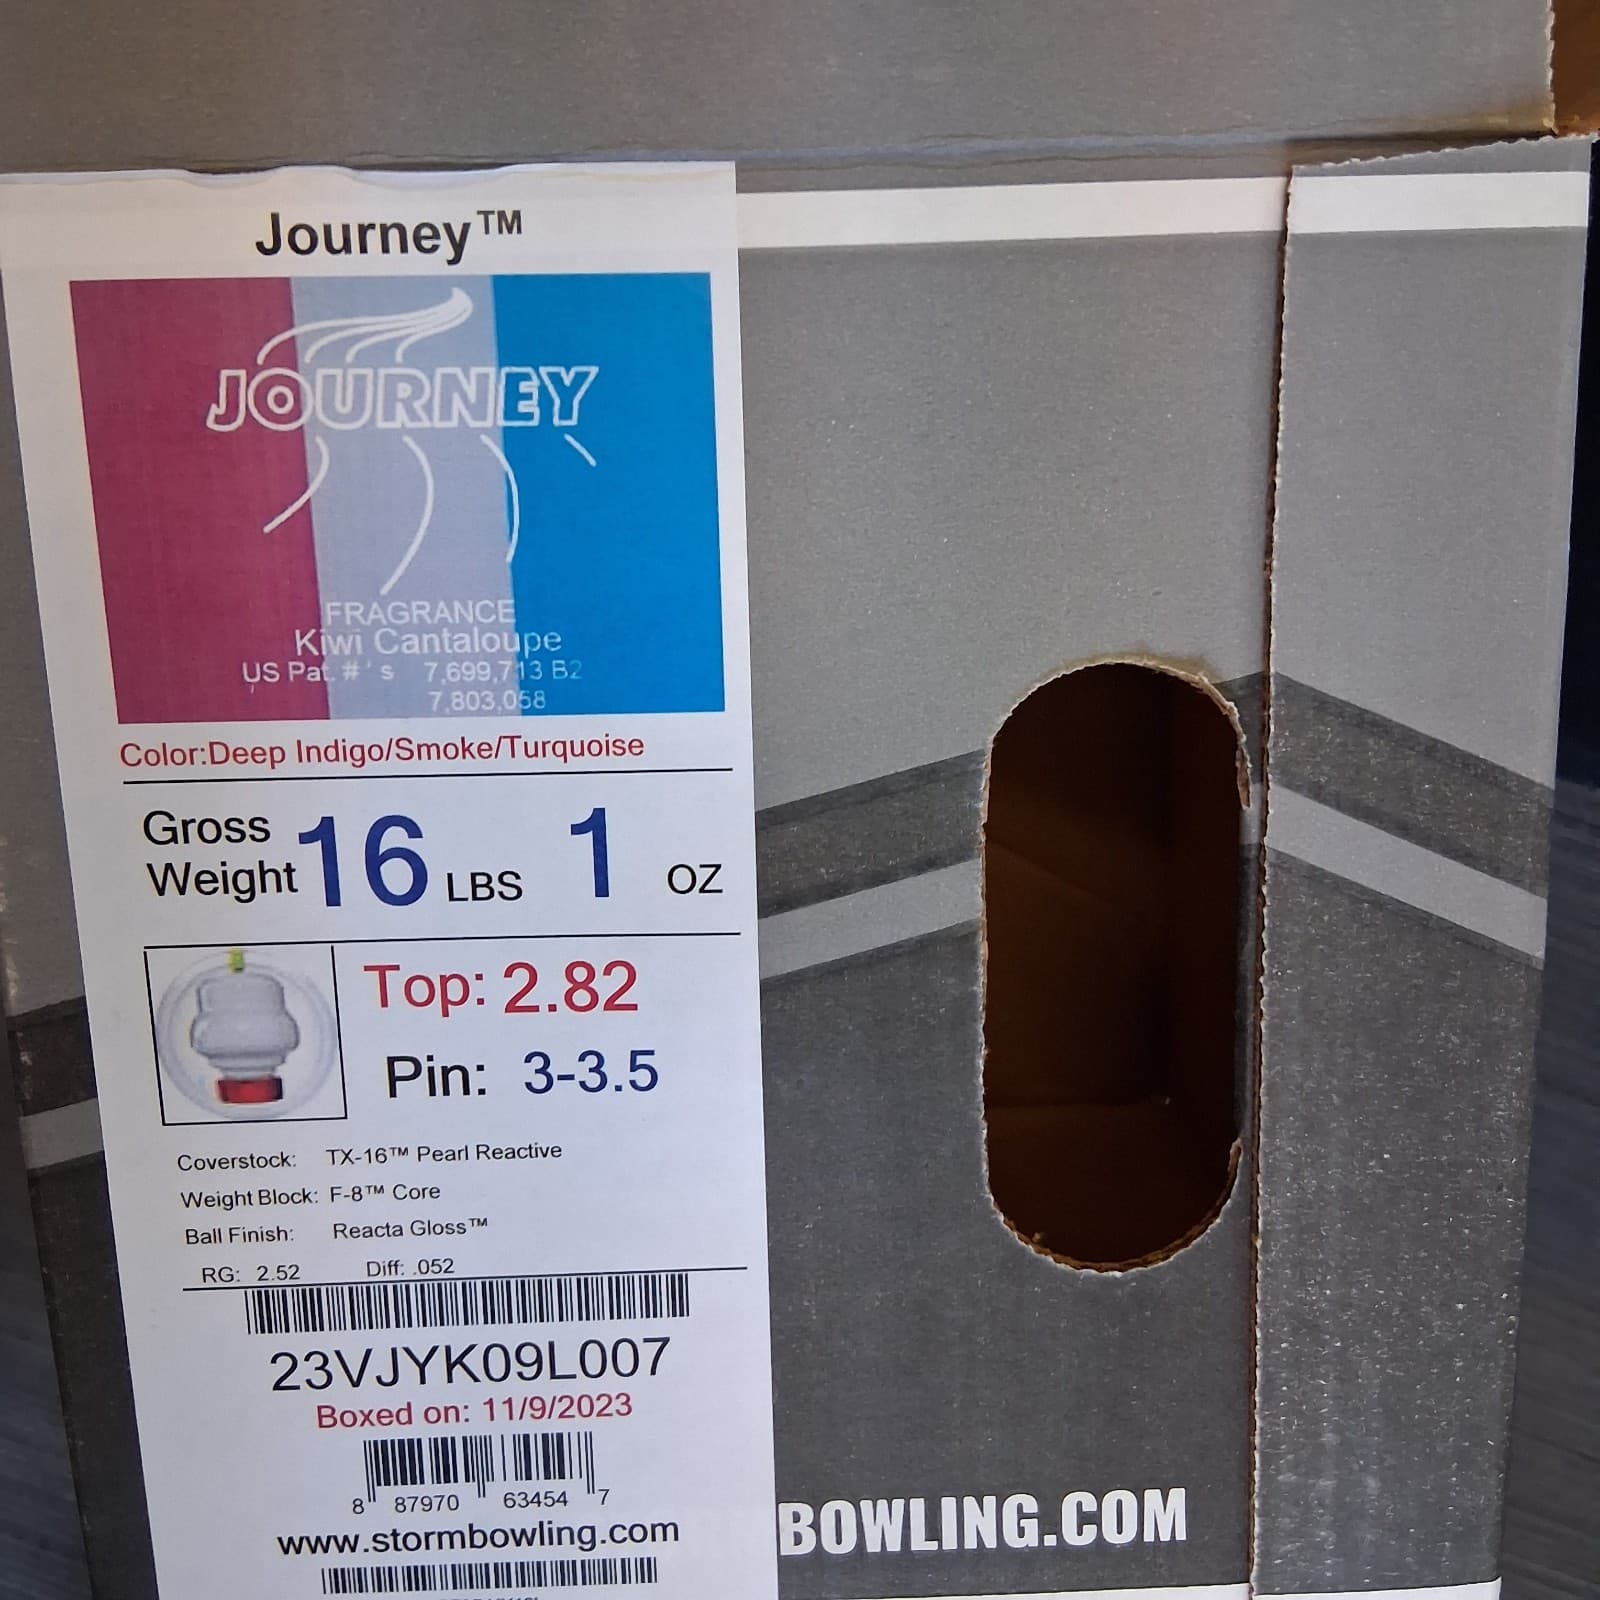 Journey™
JOURNEY
FRAGRANCE
Kiwi Cantaloupe
US Pat. #'s 7,699,713 B2
7,803,058
Color:Deep Indigo/Smoke/Turquoise
Gross Weight 16 LBS 1 OZ
Top: 2.82
Pin: 3-3.5
Coverstock: TX-16™ Pearl Reactive
Weight Block: F-8™ Core
Ball Finish: Reacta Gloss™
RG: 2.52 Diff: .052
23VJYK09L007
Boxed on: 11/9/2023
8 87970 63454 7
www.stormbowling.com
BOWLING.COM